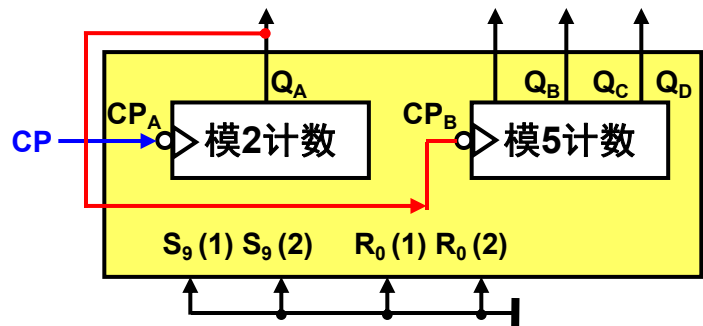 Q_A Q_B Q_C Q_D
CP_A CP_B
CP 模2计数 模5计数
S_9 (1) S_9 (2) R_0 (1) R_0 (2)